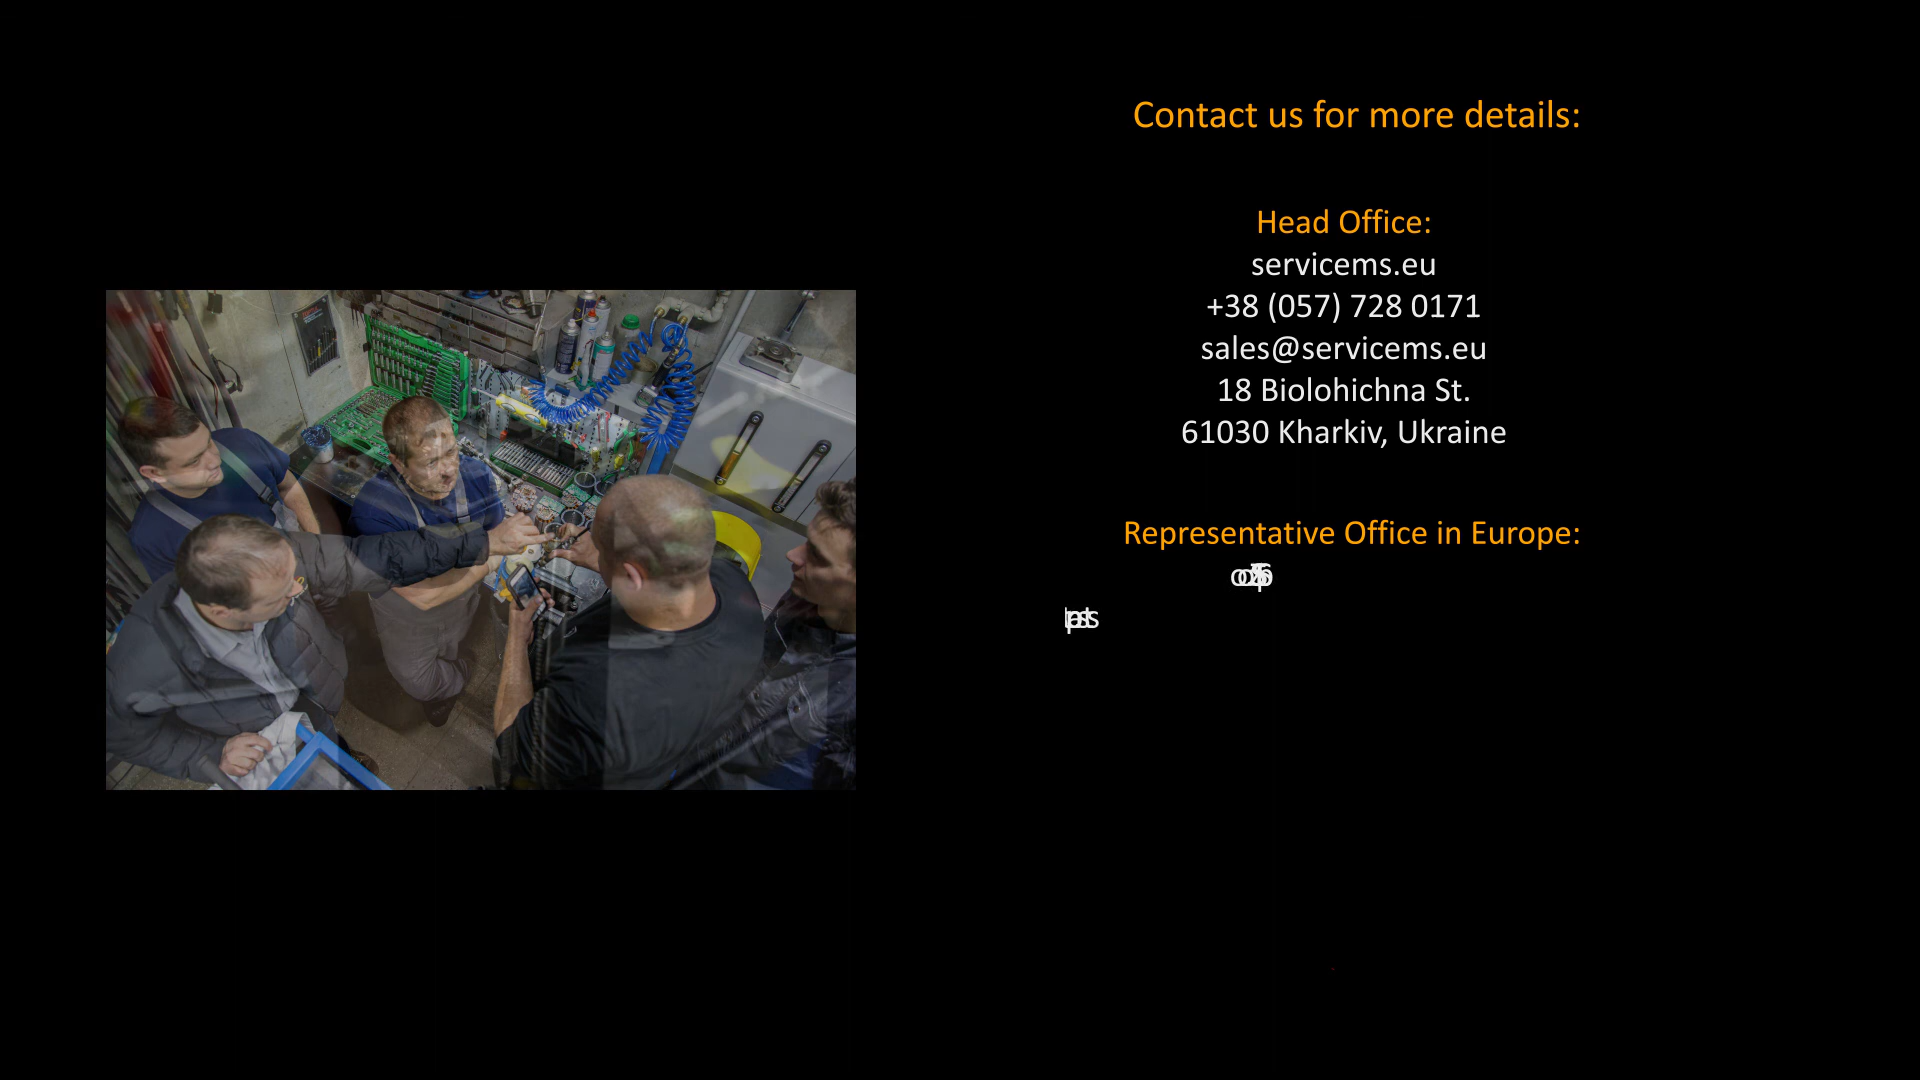 Contact us for more details:
Head Office:
servicems.eu
+38 (057) 728 0171
sales@servicems.eu
18 Biolohichna St.
61030 Kharkiv, Ukraine
Representative Office in Europe: